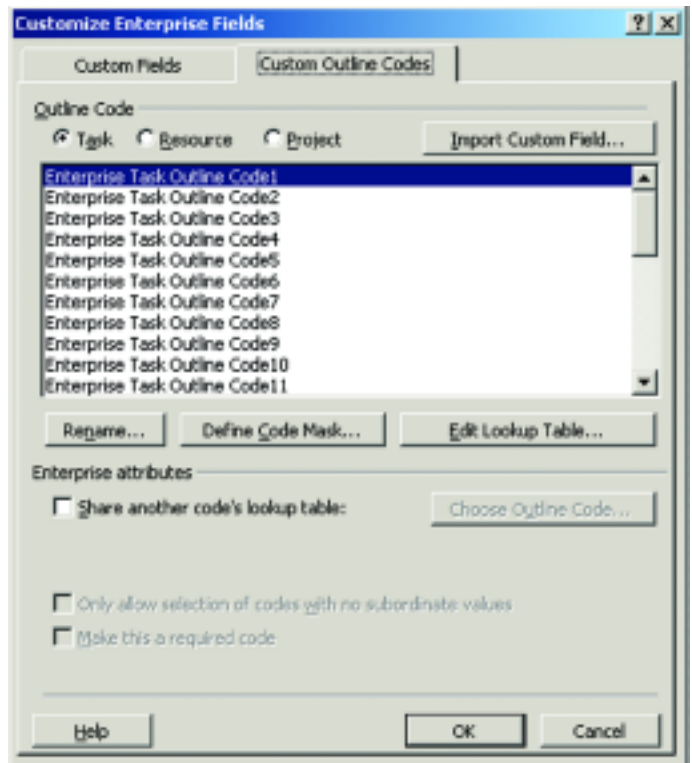 Customize Enterprise Fields
Custom Fields Custom Outline Codes
Outline Code
Task Resource Project Import Custom Field...
Enterprise Task Outline Code1
Enterprise Task Outline Code2
Enterprise Task Outline Code3
Enterprise Task Outline Code4
Enterprise Task Outline Code5
Enterprise Task Outline Code6
Enterprise Task Outline Code7
Enterprise Task Outline Code8
Enterprise Task Outline Code9
Enterprise Task Outline Code10
Enterprise Task Outline Code11
Rename... Define Code Mask... Edit Lookup Table...
Enterprise attributes
Share another code's lookup table: Choose Outline Code...
Only allow selection of codes with no subordinate values
Make this a required code
Help OK Cancel